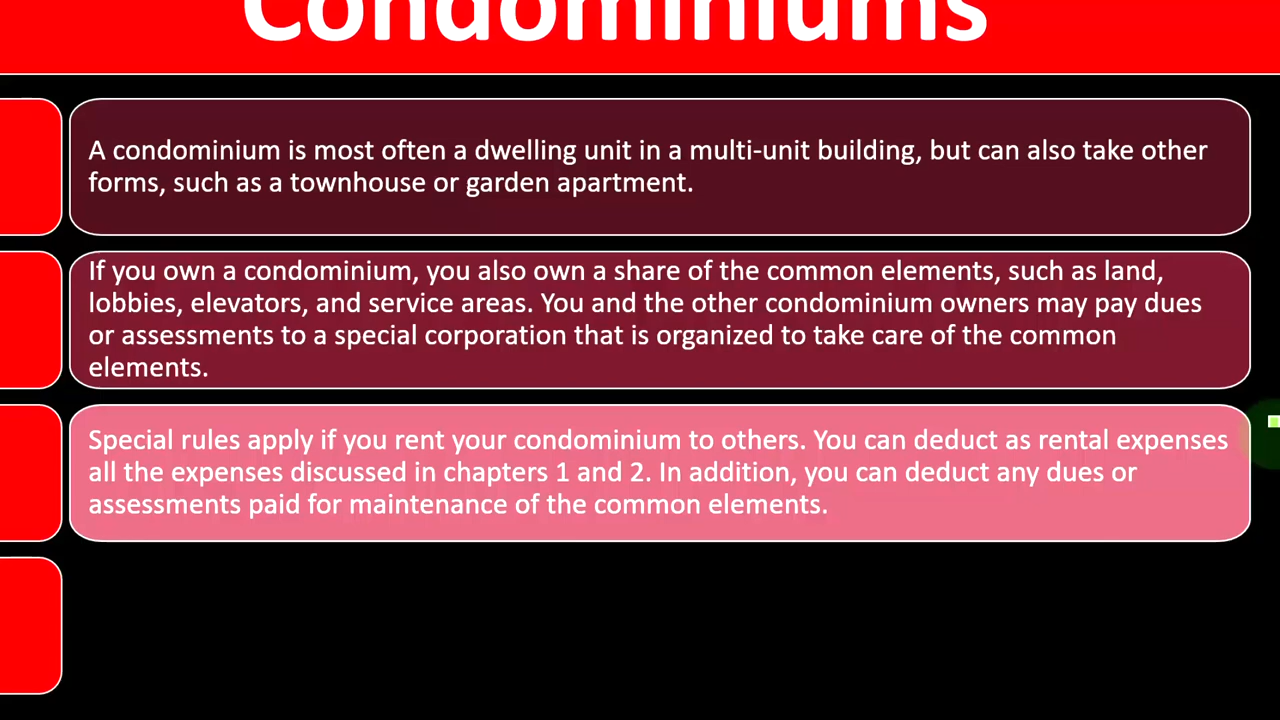 Condominiums
A condominium is most often a dwelling unit in a multi-unit building, but can also take other
forms, such as a townhouse or garden apartment.
If you own a condominium, you also own a share of the common elements, such as land,
lobbies, elevators, and service areas. You and the other condominium owners may pay dues
or assessments to a special corporation that is organized to take care of the common
elements.
Special rules apply if you rent your condominium to others. You can deduct as rental expenses
all the expenses discussed in chapters 1 and 2. In addition, you can deduct any dues or
assessments paid for maintenance of the common elements.